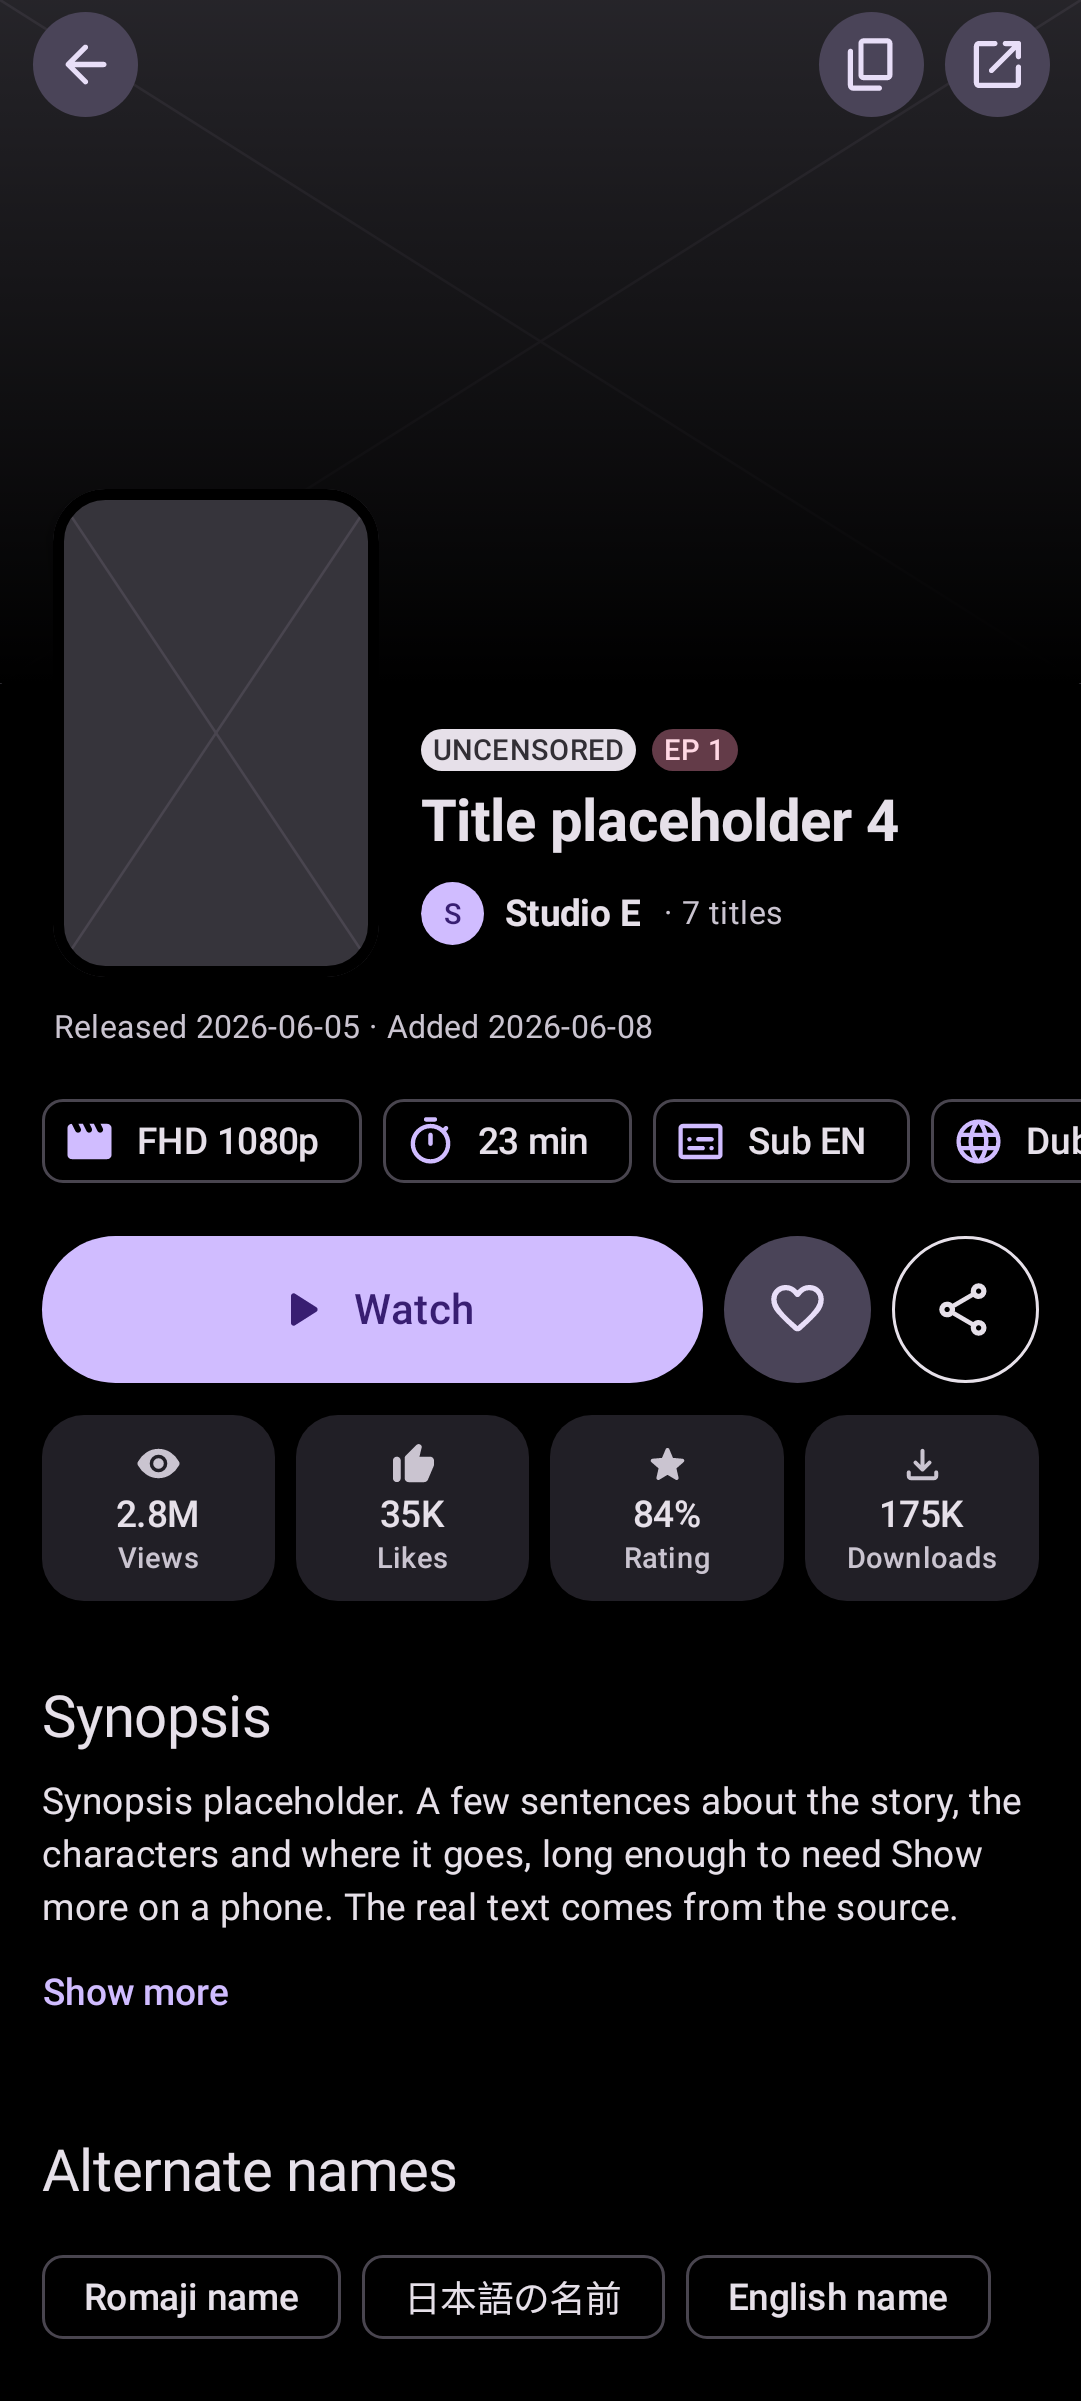 UNCENSORED EP 1
Title placeholder 4
S Studio E · 7 titles
Released 2026-06-05 · Added 2026-06-08
FHD 1080p 23 min Sub EN Dub
Watch
2.8M 35K 84% 175K
Views Likes Rating Downloads
Synopsis
Synopsis placeholder. A few sentences about the story, the
characters and where it goes, long enough to need Show
more on a phone. The real text comes from the source.
Show more
Alternate names
Romaji name 日本語の名前 English name